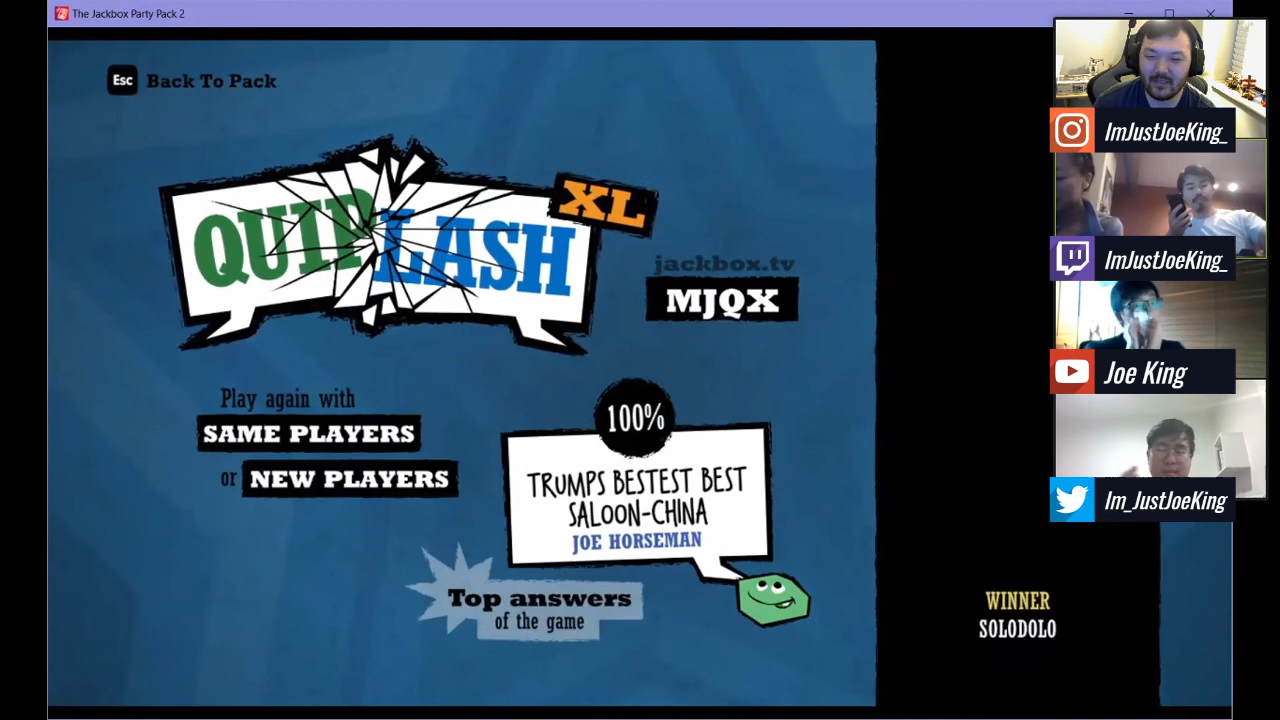 The Jackbox Party Pack 2
Esc Back To Pack
QUIPLASH
XL
jackbox.tv
MJQX
Play again with
SAME PLAYERS
or NEW PLAYERS
100%
TRUMPS BESTEST BEST
SALOON-CHINA
JOE HORSEMAN
Top answers
of the game
ImJustJoeKing_
ImJustJoeKing_
Joe King
Im_JustJoeKing
WINNER
SOLODOLO